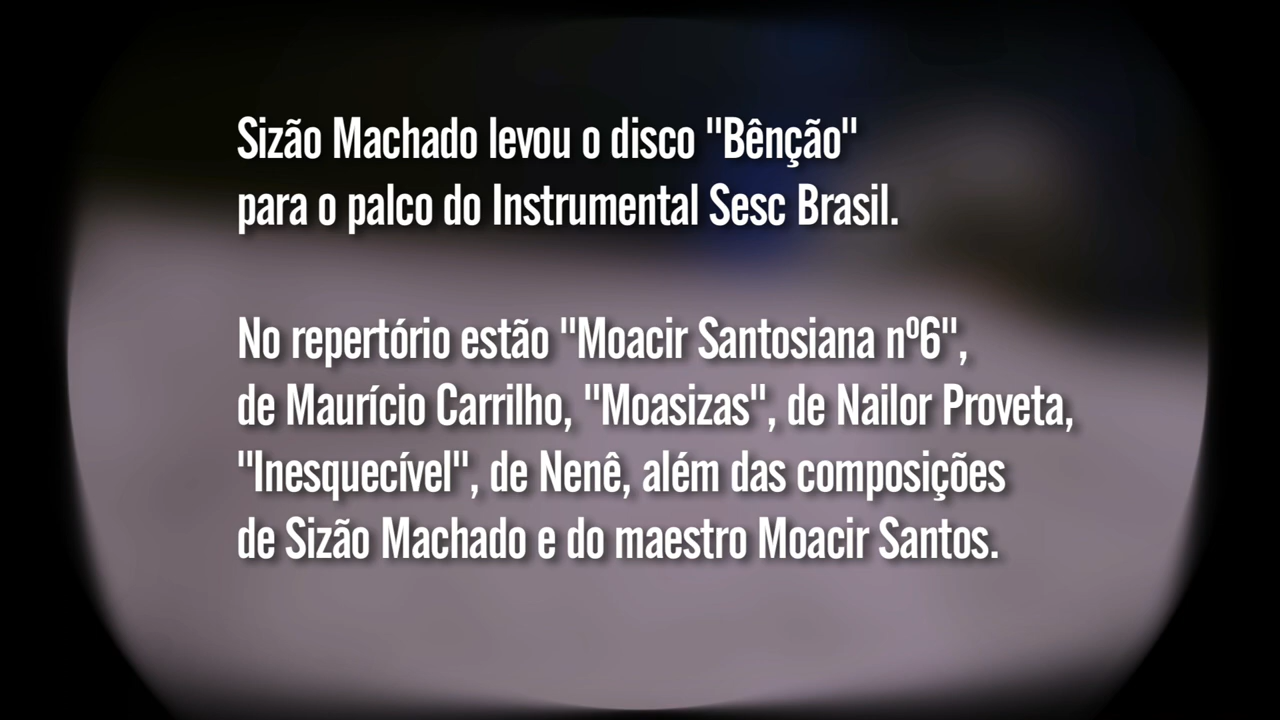 Sizão Machado levou o disco "Bênção"
para o palco do Instrumental Sesc Brasil.
No repertório estão "Moacir Santosiana nº6",
de Maurício Carrilho, "Moasizas", de Nailor Proveta,
"Inesquecível", de Nenê, além das composições
de Sizão Machado e do maestro Moacir Santos.